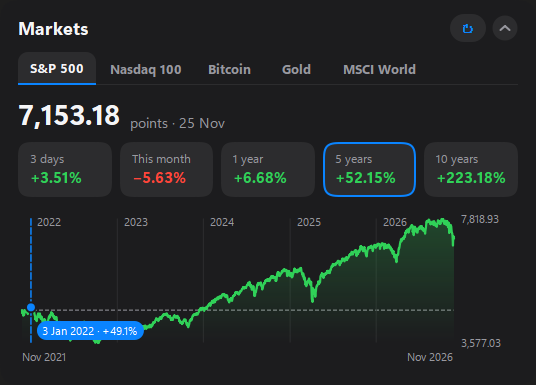 Markets
S&P 500 Nasdaq 100 Bitcoin Gold MSCI World
7,153.18 points · 25 Nov
3 days This month 1 year 5 years 10 years
+3.51% −5.63% +6.68% +52.15% +223.18%
2022 2023 2024 2025 2026 7,818.93
3 Jan 2022 · +49.1%
3,577.03
Nov 2021 Nov 2026